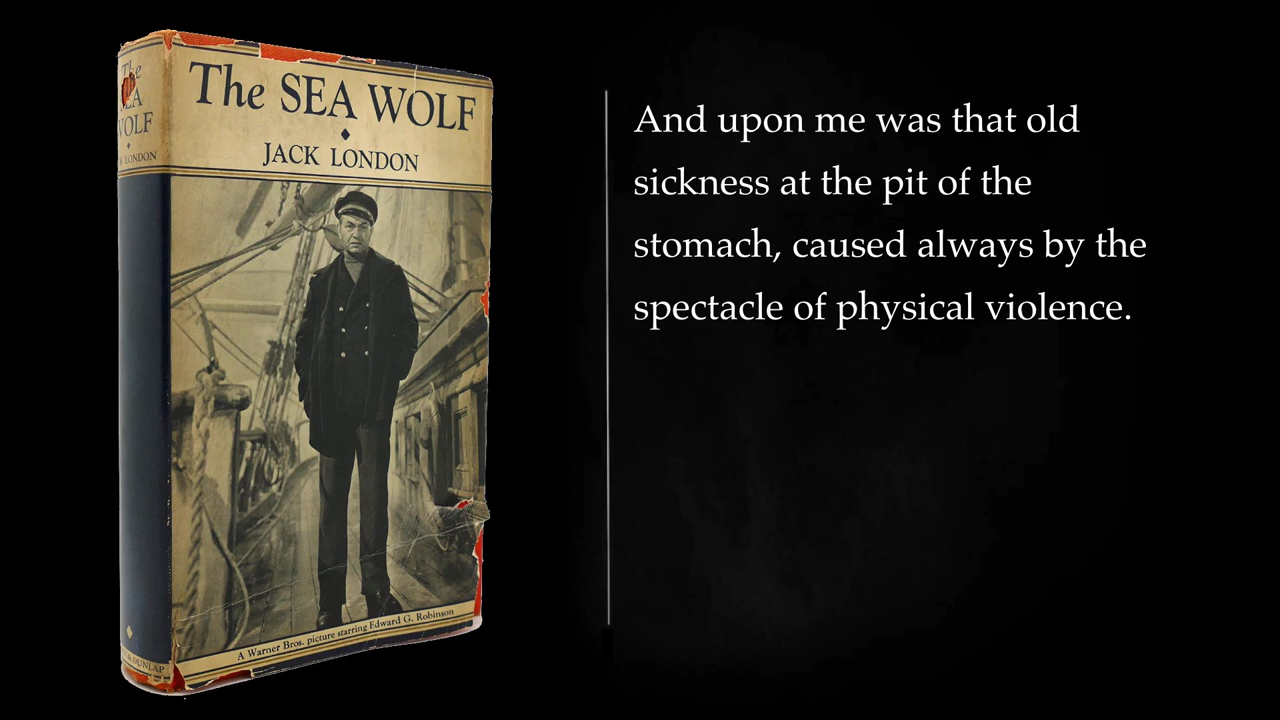 The
SEA
WOLF
LONDON
DUNLAP
The SEA WOLF
JACK LONDON
A Warner Bros. picture starring Edward G. Robinson
And upon me was that old
sickness at the pit of the
stomach, caused always by the
spectacle of physical violence.